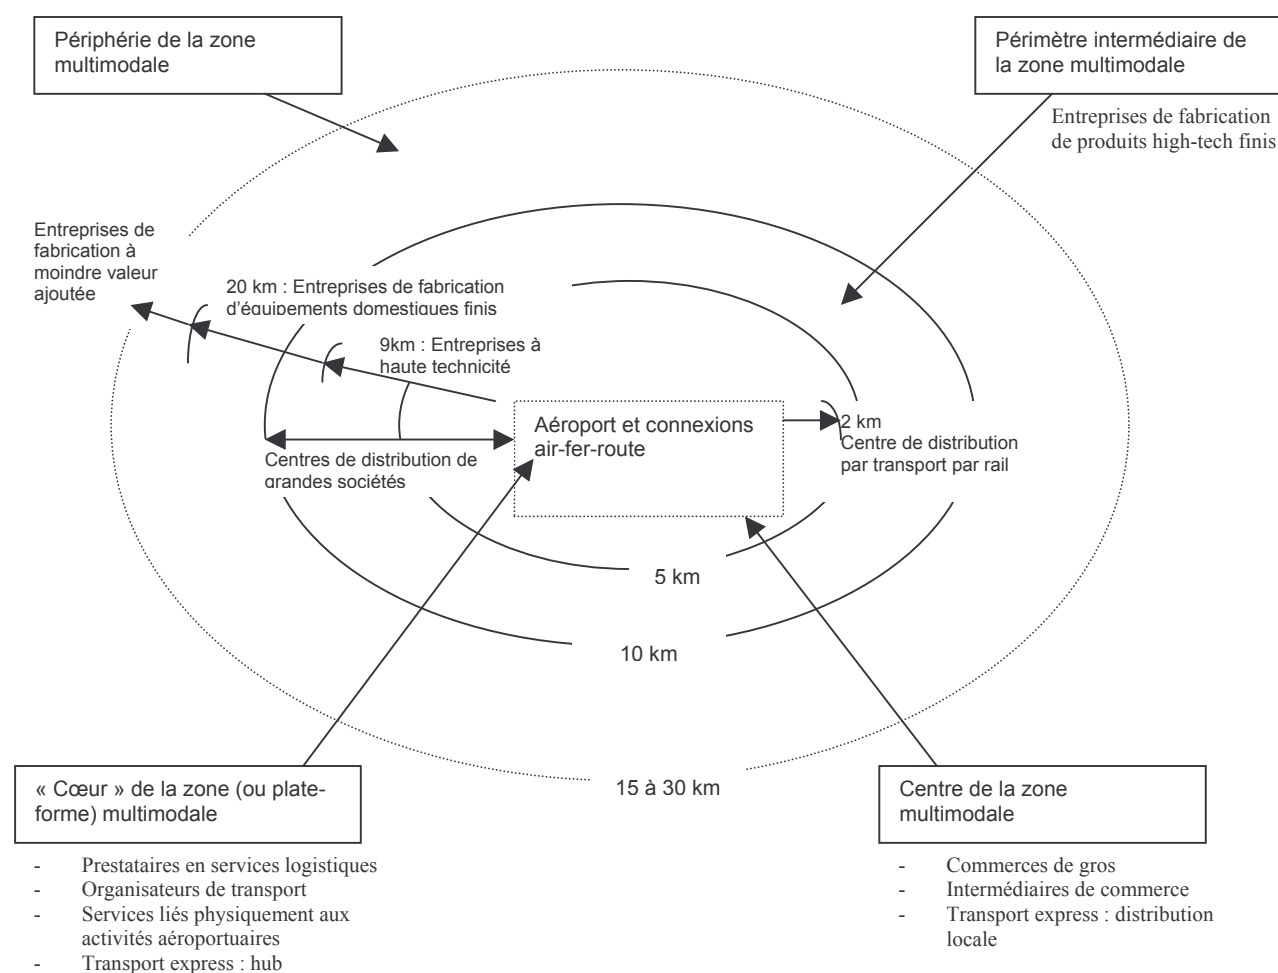 Périphérie de la zone
multimodale
Périmètre intermédiaire de
la zone multimodale
Entreprises de fabrication
de produits high-tech finis
Entreprises de
fabrication à
moindre valeur
ajoutée
20 km : Entreprises de fabrication
d'équipements domestiques finis
9km : Entreprises à
haute technicité
Aéroport et connexions
air-fer-route
2 km
Centre de distribution
par transport par rail
Centres de distribution de
grandes sociétés
5 km
10 km
15 à 30 km
« Cœur » de la zone (ou plate-
forme) multimodale
- Prestataires en services logistiques
- Organisateurs de transport
- Services liés physiquement aux
activités aéroportuaires
- Transport express : hub
Centre de la zone
multimodale
- Commerces de gros
- Intermédiaires de commerce
- Transport express : distribution
locale